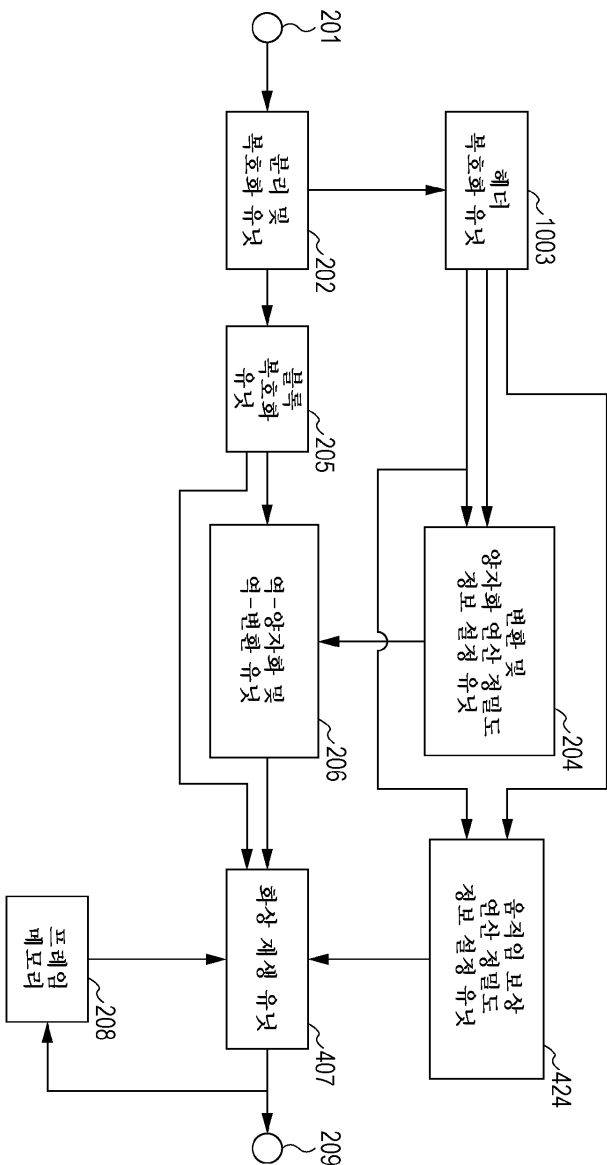 201
분리 및
복호화 유닛
202
헤더
복호화 유닛
1003
블록
복호화
유닛
205
변환 및
양자화 연산 정밀도
정보 설정 유닛
204
역-양자화 및
역-변환 유닛
206
움직임 보상
연산 정밀도
정보 설정 유닛
424
화상 재생 유닛
407
프레임
메모리
208
209